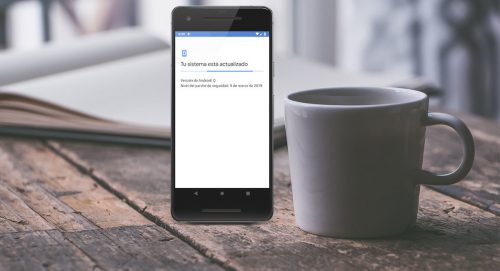 Tu sistema está actualizado
Versión de Android: Q
Nivel del parche de seguridad: 5 de marzo de 2019